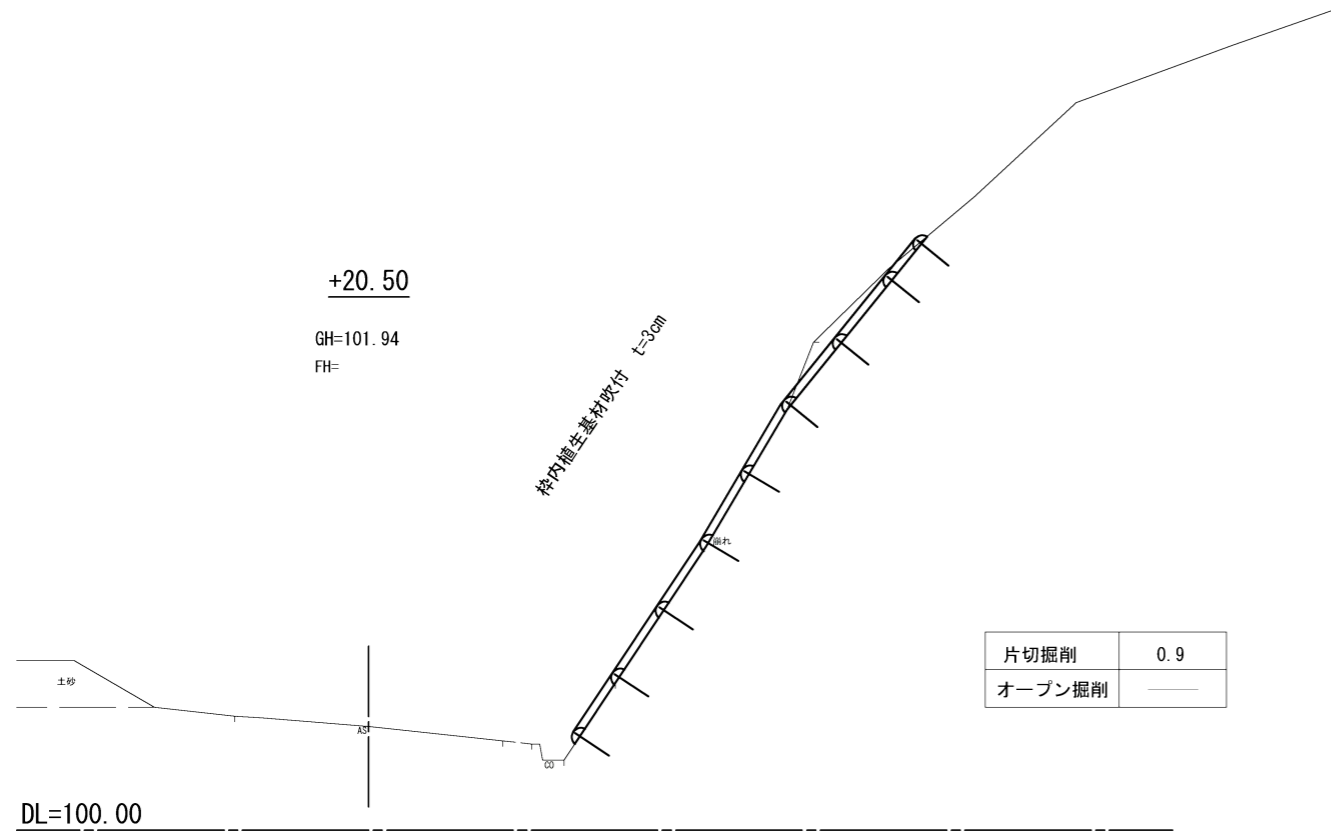 +20.50
GH=101.94
FH=
枠内植生基材吹付 t=3cm
崩れ
片切掘削 0.9
オープン掘削
土砂
AS
CO
DL=100.00